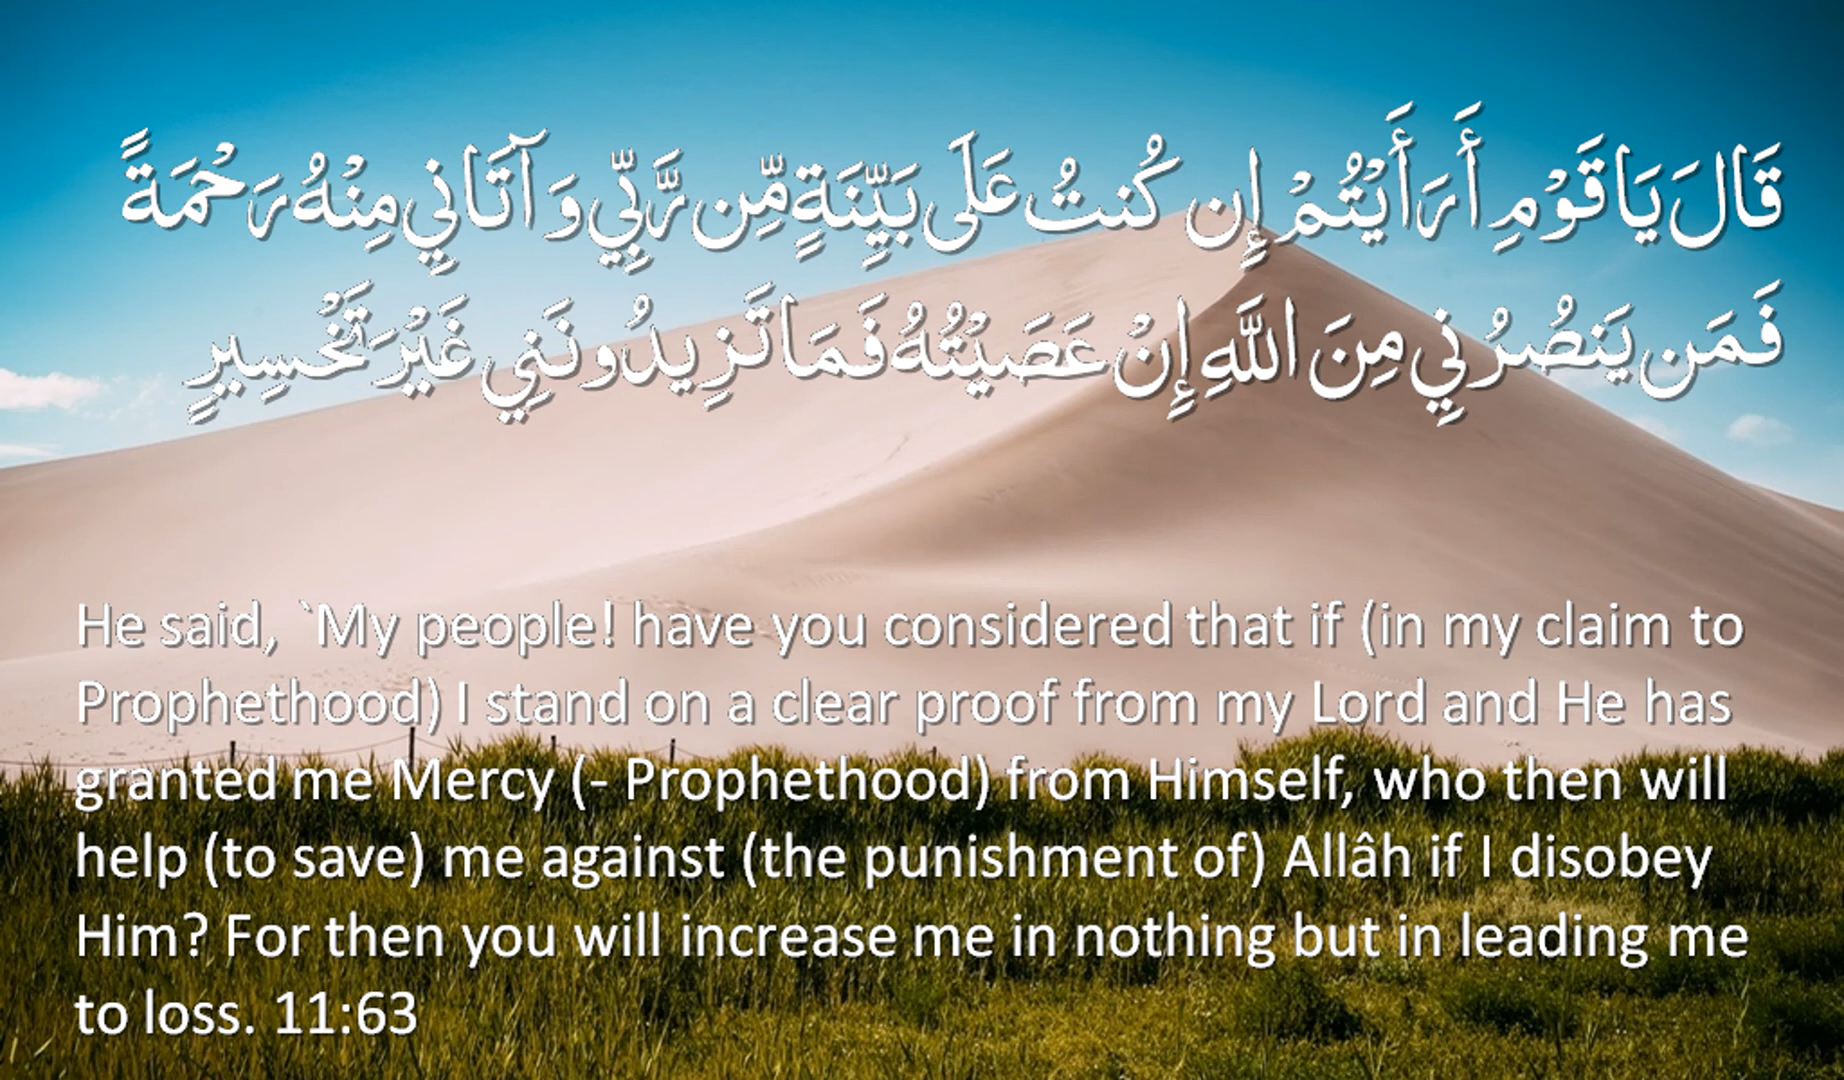 قَالَ يَا قَوْمِ أَرَأَيْتُمْ إِن كُنتُ عَلَى بَيِّنَةٍ مِّن رَّبِّي وَآتَانِي مِنْهُ رَحْمَةً
فَمَن يَنصُرُنِي مِنَ اللَّهِ إِنْ عَصَيْتُهُ فَمَا تَزِيدُونَنِي غَيْرَ تَخْسِيرٍ
He said, `My people! have you considered that if (in my claim to
Prophethood) I stand on a clear proof from my Lord and He has
granted me Mercy (- Prophethood) from Himself, who then will
help (to save) me against (the punishment of) Allâh if I disobey
Him? For then you will increase me in nothing but in leading me
to loss. 11:63